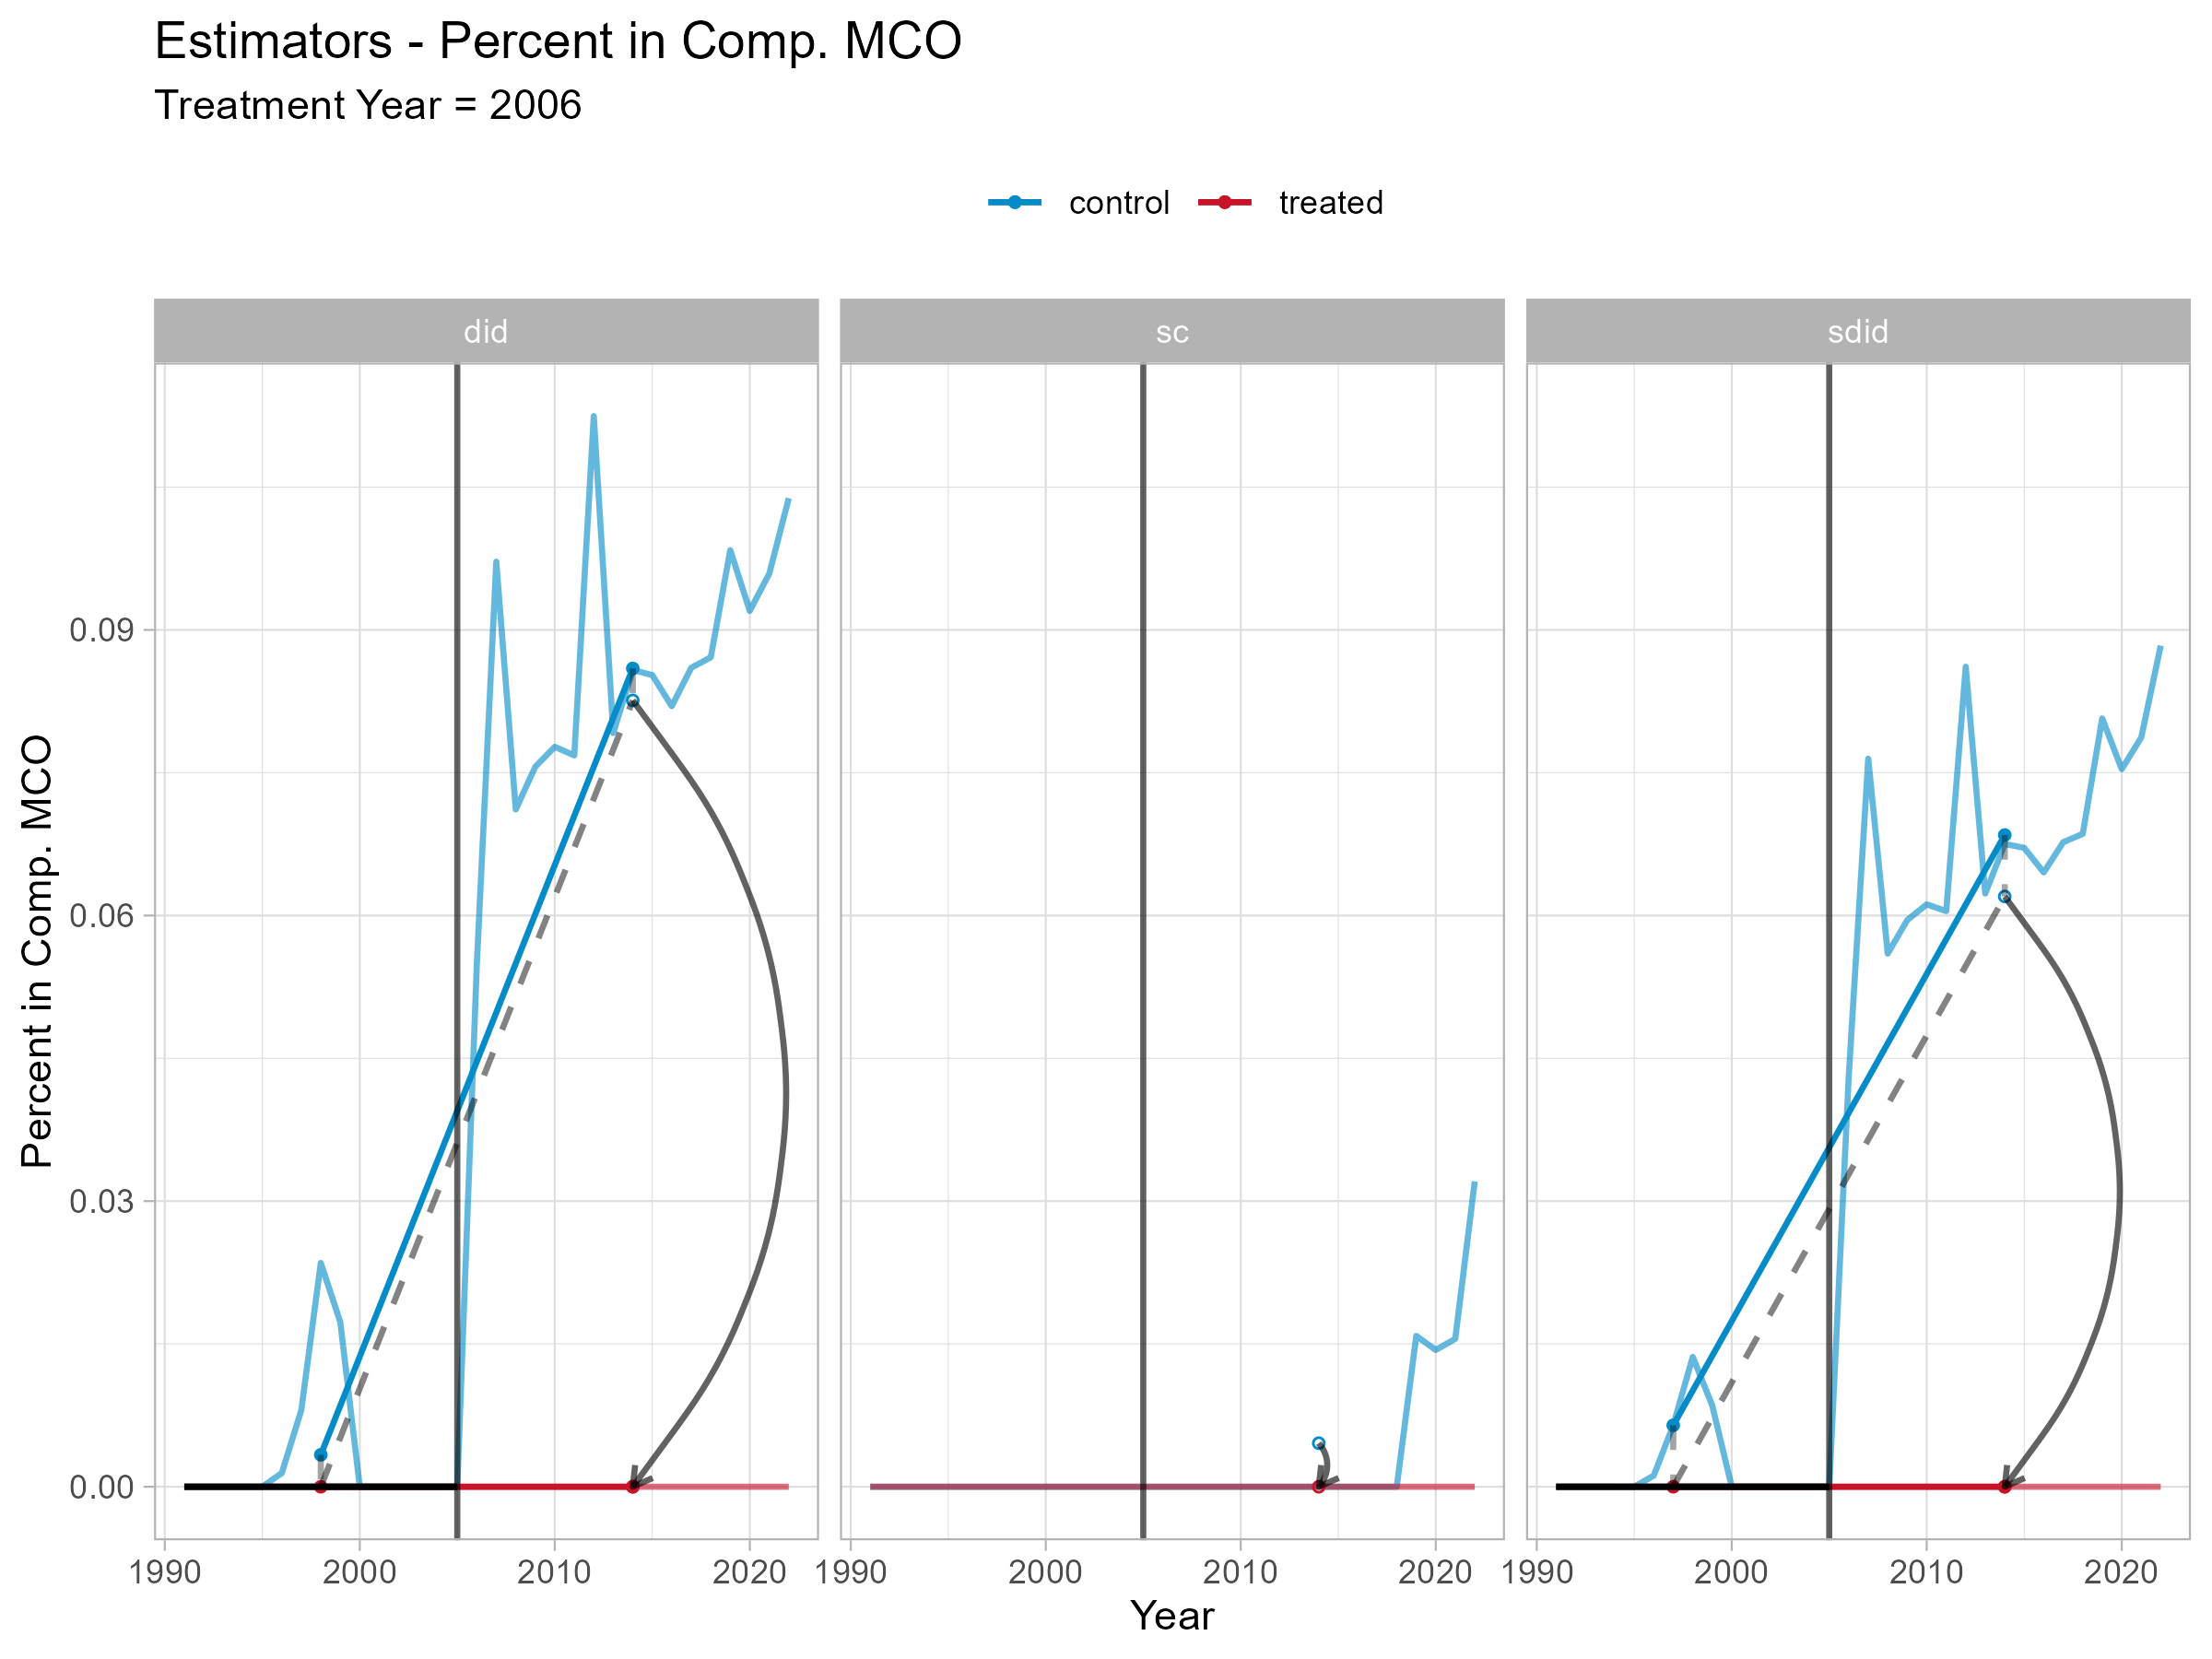 Estimators - Percent in Comp. MCO
Treatment Year = 2006
control treated
did sc sdid
Percent in Comp. MCO
0.09
0.06
0.03
0.00
1990 2000 2010 2020 1990 2000 2010 2020 1990 2000 2010 2020
Year